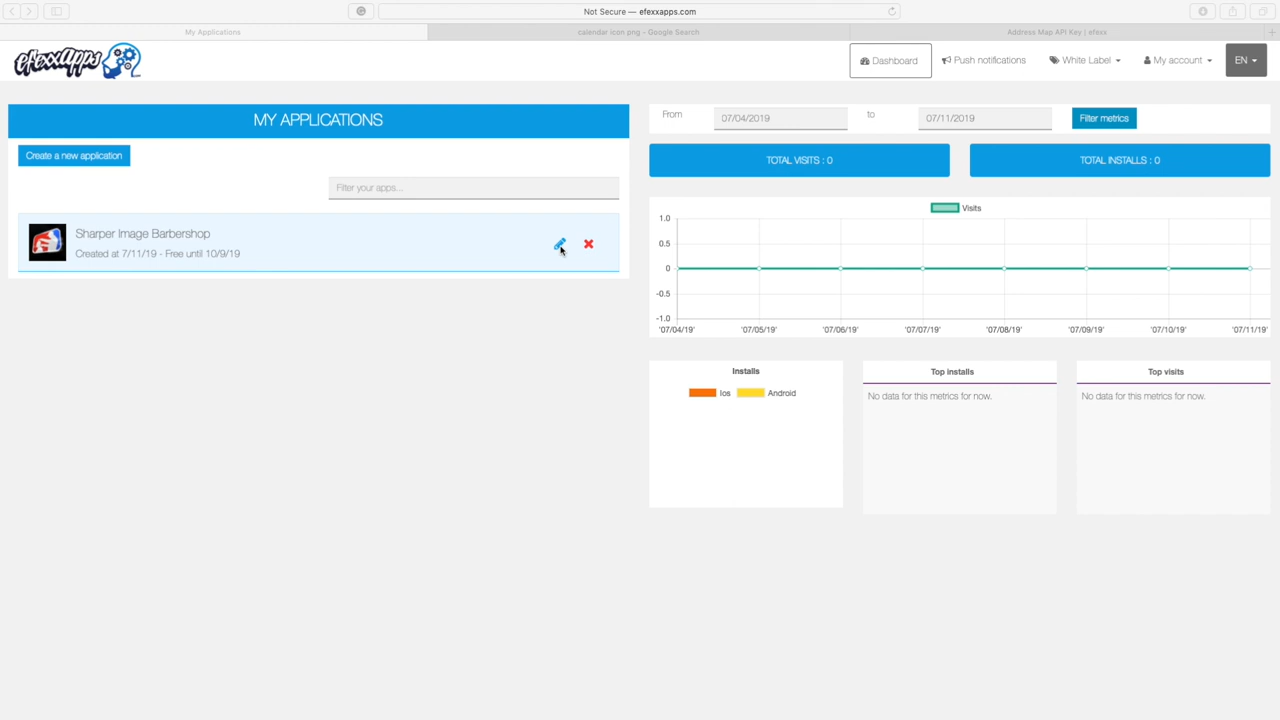 Not Secure — efexxapps.com
My Applications
calendar icon png - Google Search
Address Map API Key | efexx
efexxapps
Dashboard
Push notifications
White Label
My account
EN
MY APPLICATIONS
Create a new application
Filter your apps...
Sharper Image Barbershop
Created at 7/11/19 - Free until 10/9/19
From
07/04/2019
to
07/11/2019
Filter metrics
TOTAL VISITS : 0
TOTAL INSTALLS : 0
Visits
1.0
0.5
0
-0.5
-1.0
'07/04/19'
'07/05/19'
'07/06/19'
'07/07/19'
'07/08/19'
'07/09/19'
'07/10/19'
'07/11/19'
Installs
Ios
Android
Top installs
No data for this metrics for now.
Top visits
No data for this metrics for now.